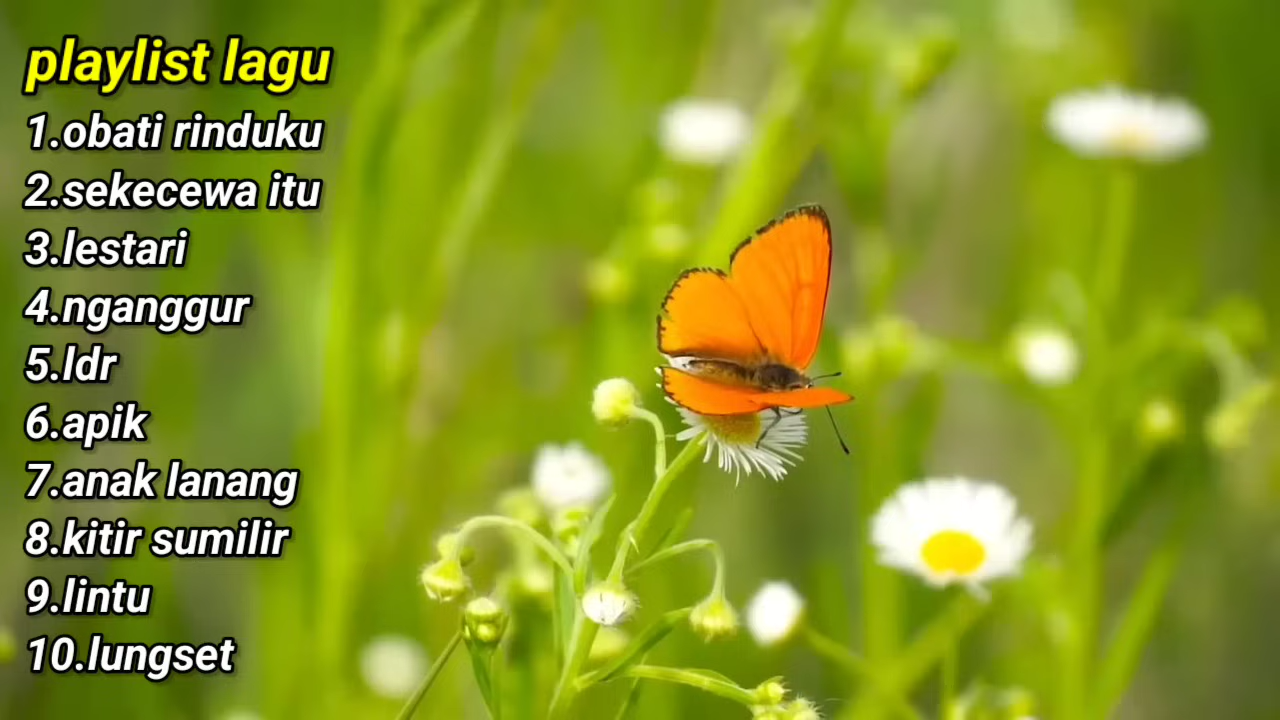 playlist lagu
1.obati rinduku
2.sekecewa itu
3.lestari
4.nganggur
5.ldr
6.apik
7.anak lanang
8.kitir sumilir
9.lintu
10.lungset